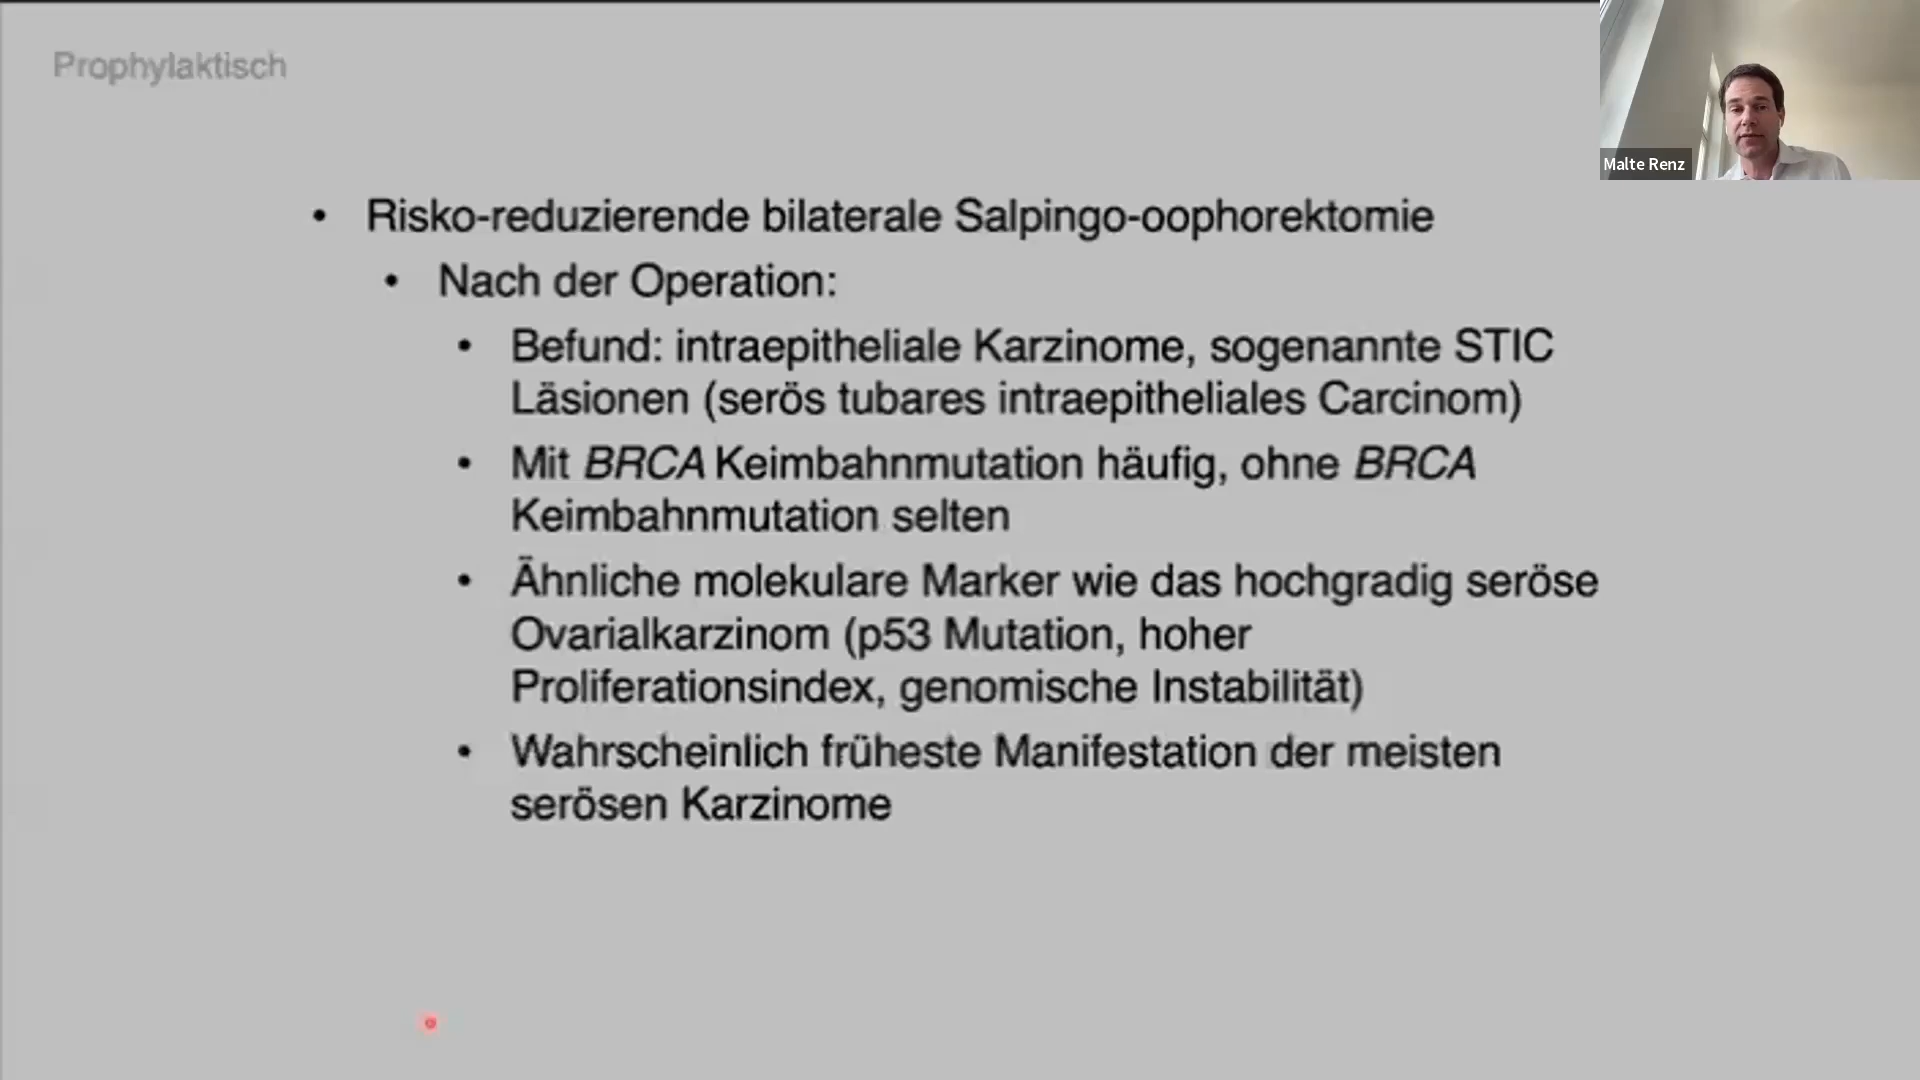 Prophylaktisch
Malte Renz
• Risko-reduzierende bilaterale Salpingo-oophorektomie
• Nach der Operation:
• Befund: intraepitheliale Karzinome, sogenannte STIC
Läsionen (serös tubares intraepitheliales Carcinom)
• Mit BRCA Keimbahnmutation häufig, ohne BRCA
Keimbahnmutation selten
• Ähnliche molekulare Marker wie das hochgradig seröse
Ovarialkarzinom (p53 Mutation, hoher
Proliferationsindex, genomische Instabilität)
• Wahrscheinlich früheste Manifestation der meisten
serösen Karzinome